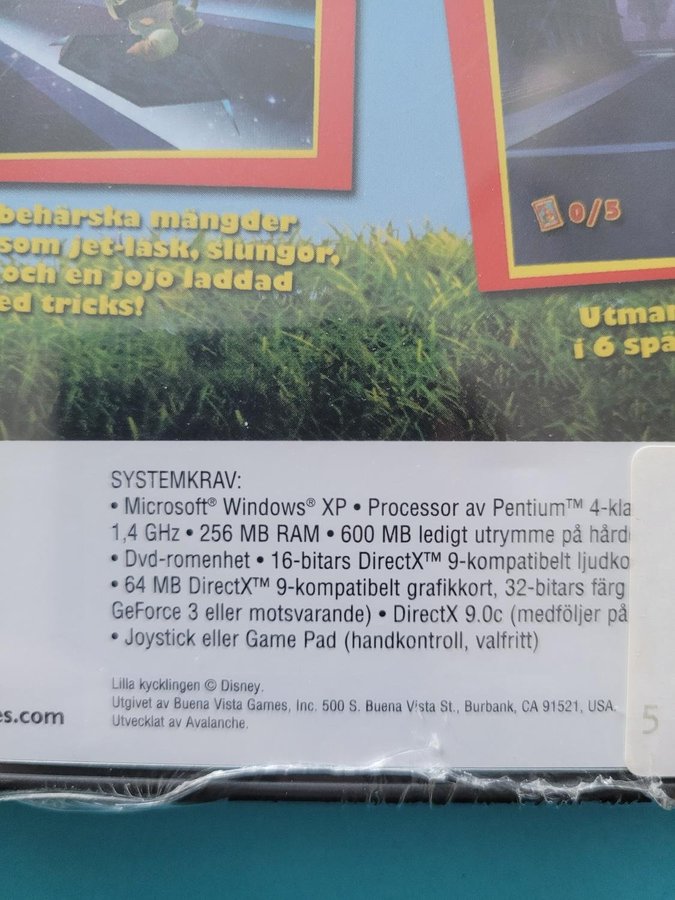 behärska mängder
som jet-läsk, slungor,
och en jojo laddad
ed tricks!
0/5
Utmar
i 6 spä
SYSTEMKRAV:
• Microsoft® Windows® XP • Processor av Pentium™ 4-kla
1,4 GHz • 256 MB RAM • 600 MB ledigt utrymme på hård
• Dvd-romenhet • 16-bitars DirectX™ 9-kompatibelt ljudko
• 64 MB DirectX™ 9-kompatibelt grafikkort, 32-bitars färg
GeForce 3 eller motsvarande) • DirectX 9.0c (medföljer på
• Joystick eller Game Pad (handkontroll, valfritt)
Lilla kycklingen © Disney.
Utgivet av Buena Vista Games, Inc. 500 S. Buena Vista St., Burbank, CA 91521, USA.
Utvecklat av Avalanche.
es.com
5